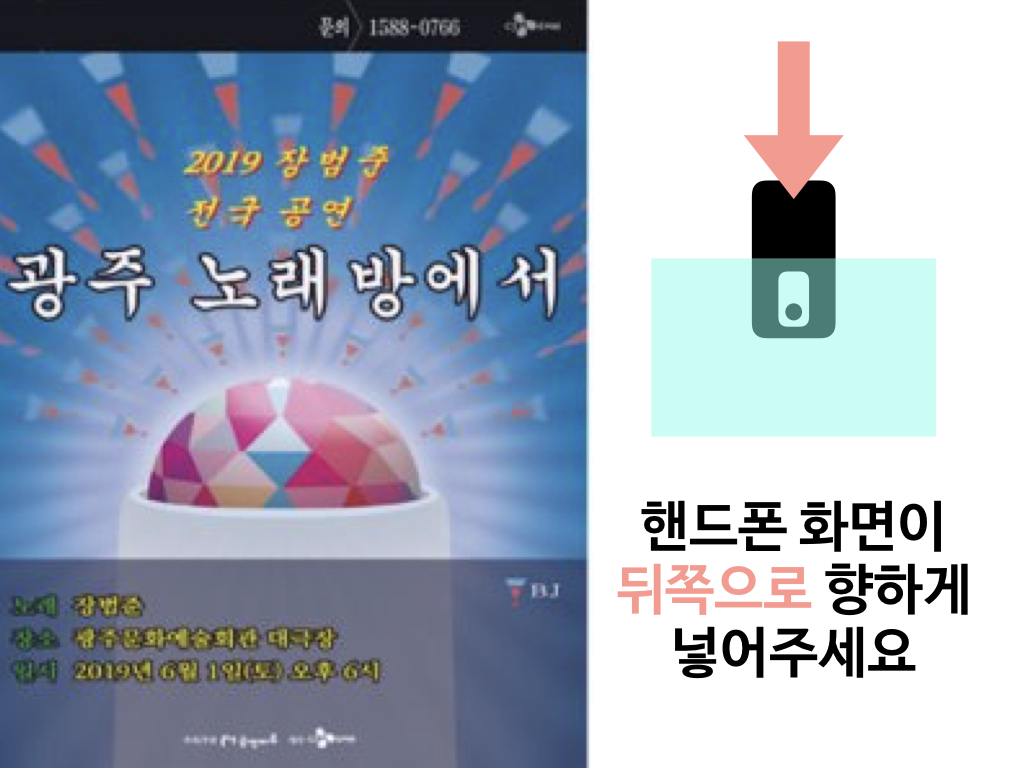 문의 1588-0766
2019 장범준
전국 공연
광주 노래방에서
BJ
노래 장범준
장소 광주문화예술회관 대극장
일시 2019년 6월 1일(토) 오후 6시
핸드폰 화면이
뒤쪽으로 향하게
넣어주세요